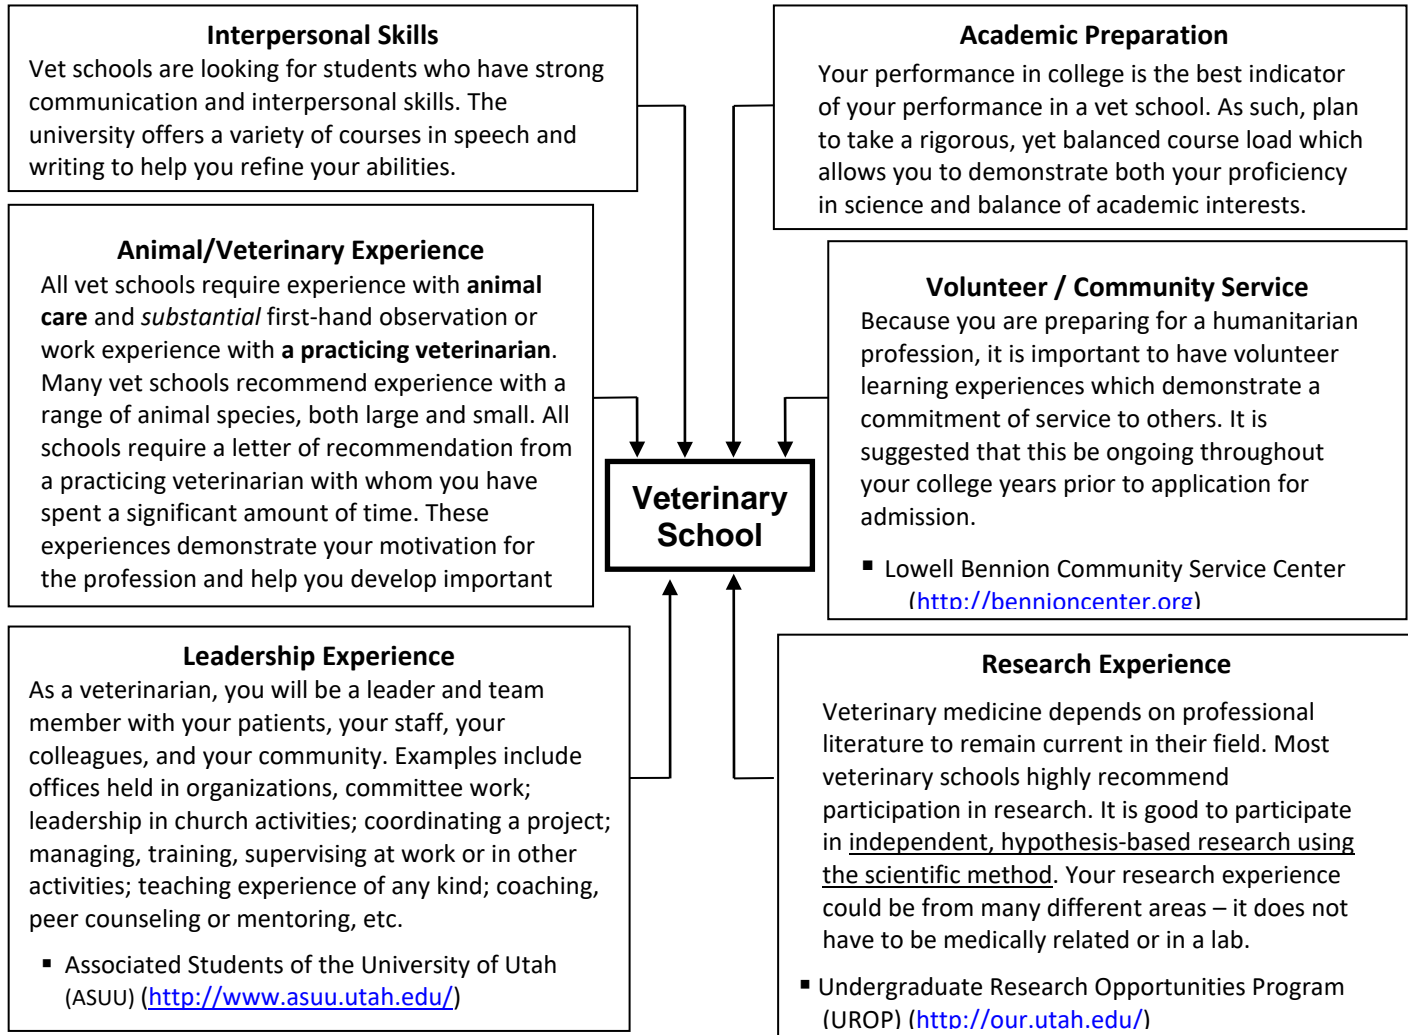 Interpersonal Skills
Vet schools are looking for students who have strong
communication and interpersonal skills. The
university offers a variety of courses in speech and
writing to help you refine your abilities.
Academic Preparation
Your performance in college is the best indicator
of your performance in a vet school. As such, plan
to take a rigorous, yet balanced course load which
allows you to demonstrate both your proficiency
in science and balance of academic interests.
Animal/Veterinary Experience
All vet schools require experience with animal
care and substantial first-hand observation or
work experience with a practicing veterinarian.
Many vet schools recommend experience with a
range of animal species, both large and small. All
schools require a letter of recommendation from
a practicing veterinarian with whom you have
spent a significant amount of time. These
experiences demonstrate your motivation for
the profession and help you develop important
Volunteer / Community Service
Because you are preparing for a humanitarian
profession, it is important to have volunteer
learning experiences which demonstrate a
commitment of service to others. It is
suggested that this be ongoing throughout
your college years prior to application for
admission.
▪ Lowell Bennion Community Service Center
(http://bennioncenter.org)
Veterinary
School
Leadership Experience
As a veterinarian, you will be a leader and team
member with your patients, your staff, your
colleagues, and your community. Examples include
offices held in organizations, committee work;
leadership in church activities; coordinating a project;
managing, training, supervising at work or in other
activities; teaching experience of any kind; coaching,
peer counseling or mentoring, etc.
▪ Associated Students of the University of Utah
(ASUU) (http://www.asuu.utah.edu/)
Research Experience
Veterinary medicine depends on professional
literature to remain current in their field. Most
veterinary schools highly recommend
participation in research. It is good to participate
in independent, hypothesis-based research using
the scientific method. Your research experience
could be from many different areas – it does not
have to be medically related or in a lab.
▪ Undergraduate Research Opportunities Program
(UROP) (http://our.utah.edu/)